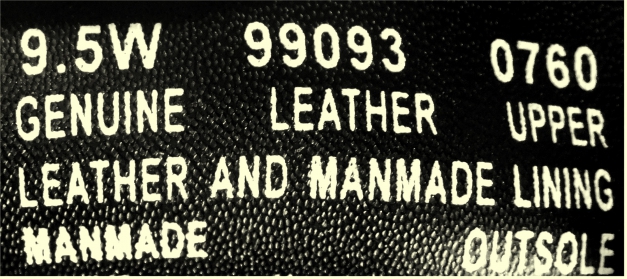 9.5W 99093 0760
GENUINE LEATHER UPPER
LEATHER AND MANMADE LINING
MANMADE OUTSOLE